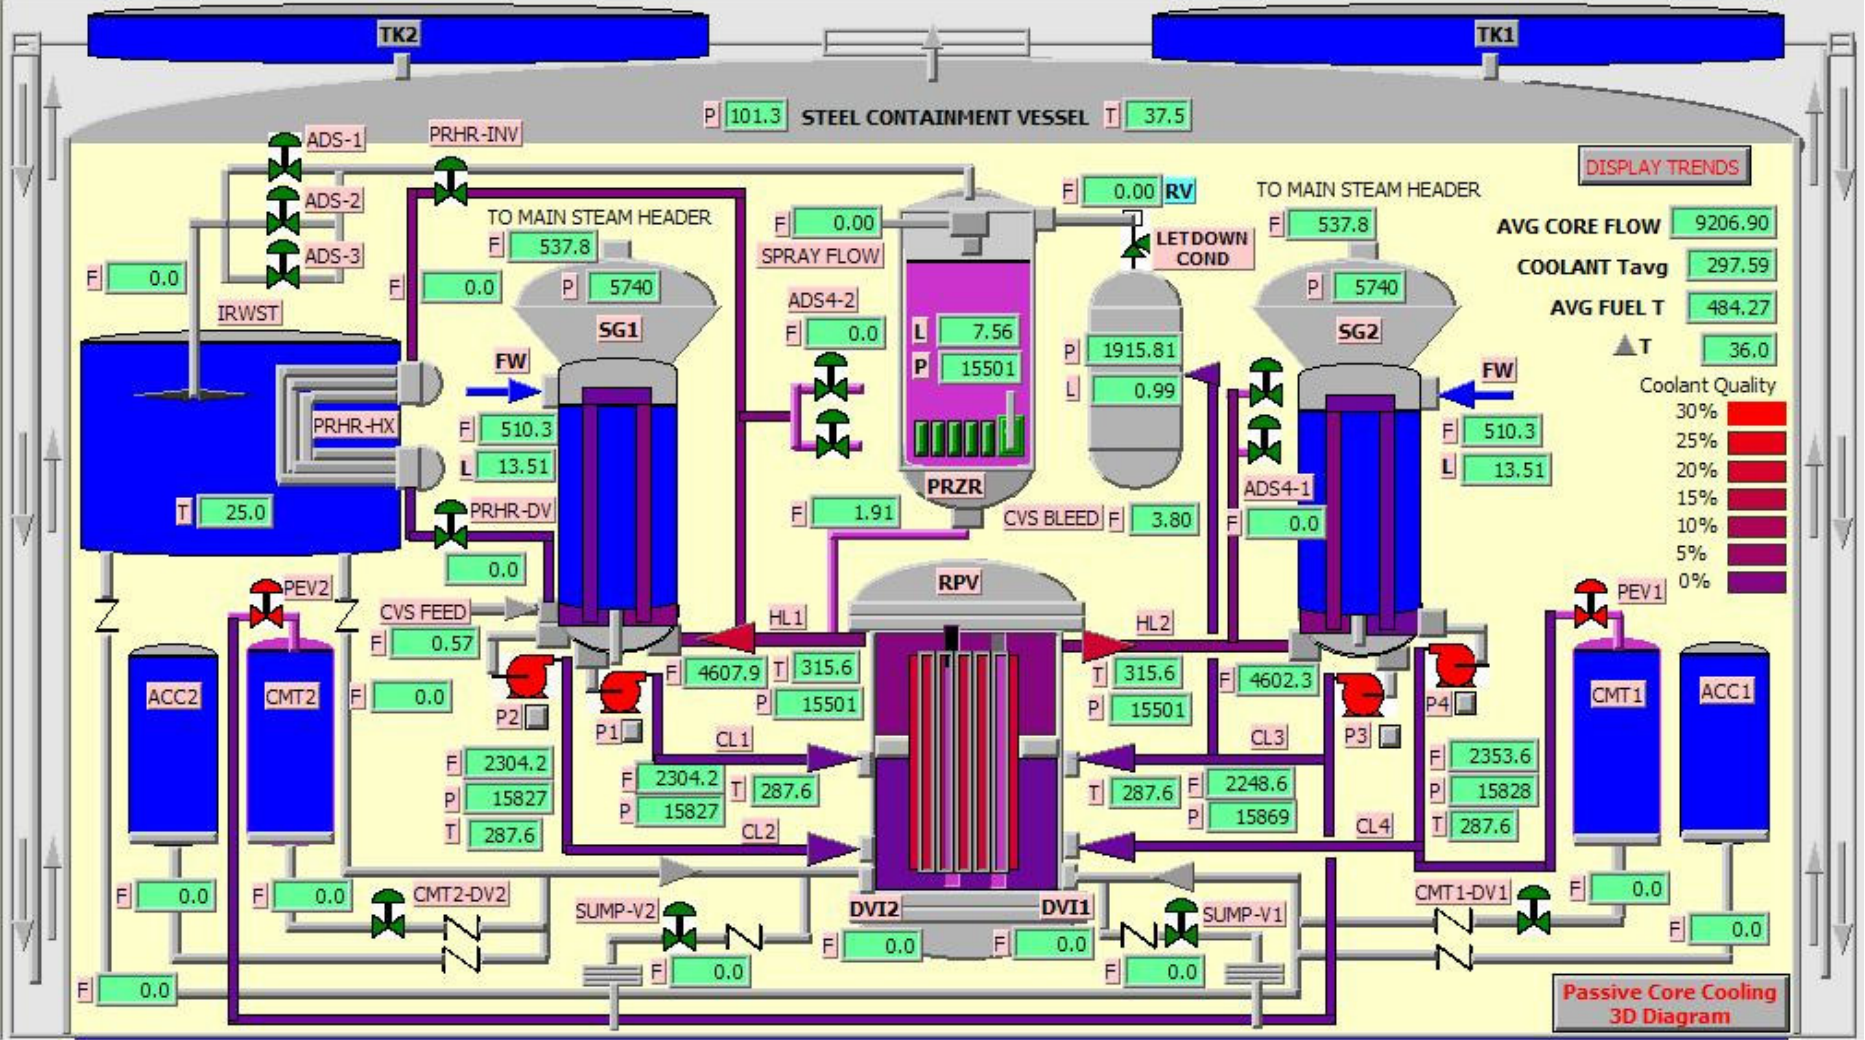 TK2
TK1
P 101.3 STEEL CONTAINMENT VESSEL T 37.5
ADS-1
PRHR-INV
DISPLAY TRENDS
ADS-2
F 0.00 RV
TO MAIN STEAM HEADER
TO MAIN STEAM HEADER
F 537.8
F 0.00
F 537.8
AVG CORE FLOW 9206.90
SPRAY FLOW
LETDOWN
COND
ADS-3
F 0.0
COOLANT Tavg 297.59
F 0.0
P 5740
P 5740
ADS4-2
AVG FUEL T 484.27
IRWST
SG1
F 0.0
L 7.56
SG2
T 36.0
P 15501
P 1915.81
FW
FW
Coolant Quality
L 0.99
30%
PRHR-HX
F 510.3
F 510.3
25%
L 13.51
L 13.51
20%
PRZR
ADS4-1
15%
T 25.0
PRHR-DV
F 1.91
CVS BLEED F 3.80
F 0.0
10%
5%
0.0
RPV
0%
PEV2
PEV1
CVS FEED
HL1
HL2
F 0.57
F 4607.9
T 315.6
T 315.6
F 4602.3
ACC2
CMT2
F 0.0
P 15501
P 15501
CMT1
ACC1
P2
P1
P3
P4
CL1
CL3
F 2304.2
F 2304.2
T 287.6
T 287.6
F 2248.6
F 2353.6
P 15827
P 15827
P 15869
P 15828
T 287.6
CL2
CL4
T 287.6
F 0.0
F 0.0
CMT2-DV2
SUMP-V2
DVI2
DVI1
SUMP-V1
CMT1-DV1
F 0.0
F 0.0
F 0.0
F 0.0
F 0.0
F 0.0
F 0.0
Passive Core Cooling
3D Diagram